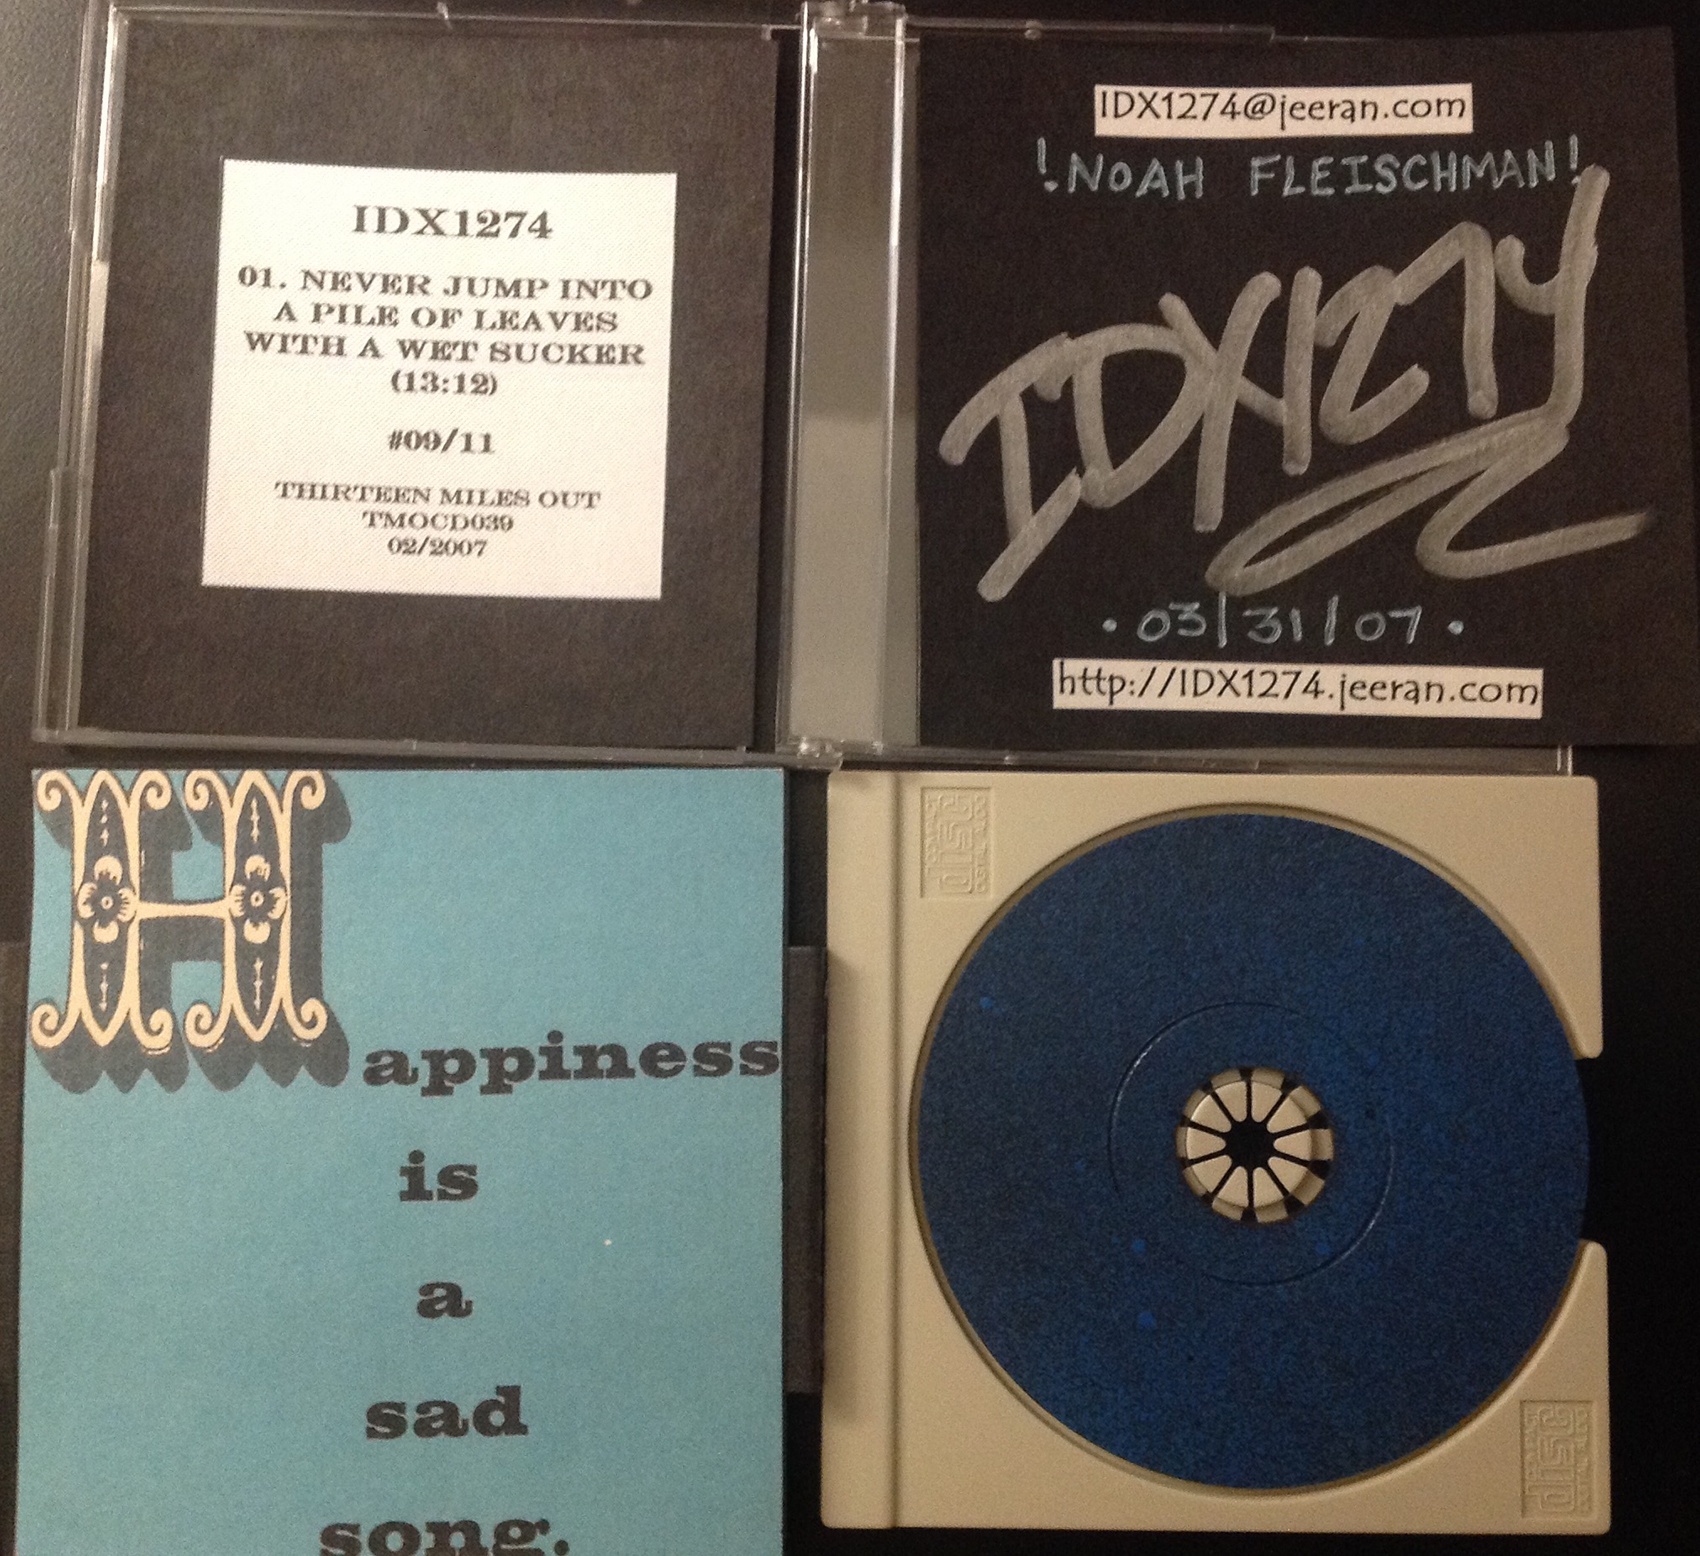 IDX1274
01. NEVER JUMP INTO
A PILE OF LEAVES
WITH A WET SUCKER
(13:12)
#09/11
THIRTEEN MILES OUT
TMOCD039
02/2007
IDX1274@jeeran.com
!NOAH FLEISCHMAN!
IDX1274
• 03/31/07 •
http://IDX1274.jeeran.com
Happiness
is
a
sad
song.
disc
disc